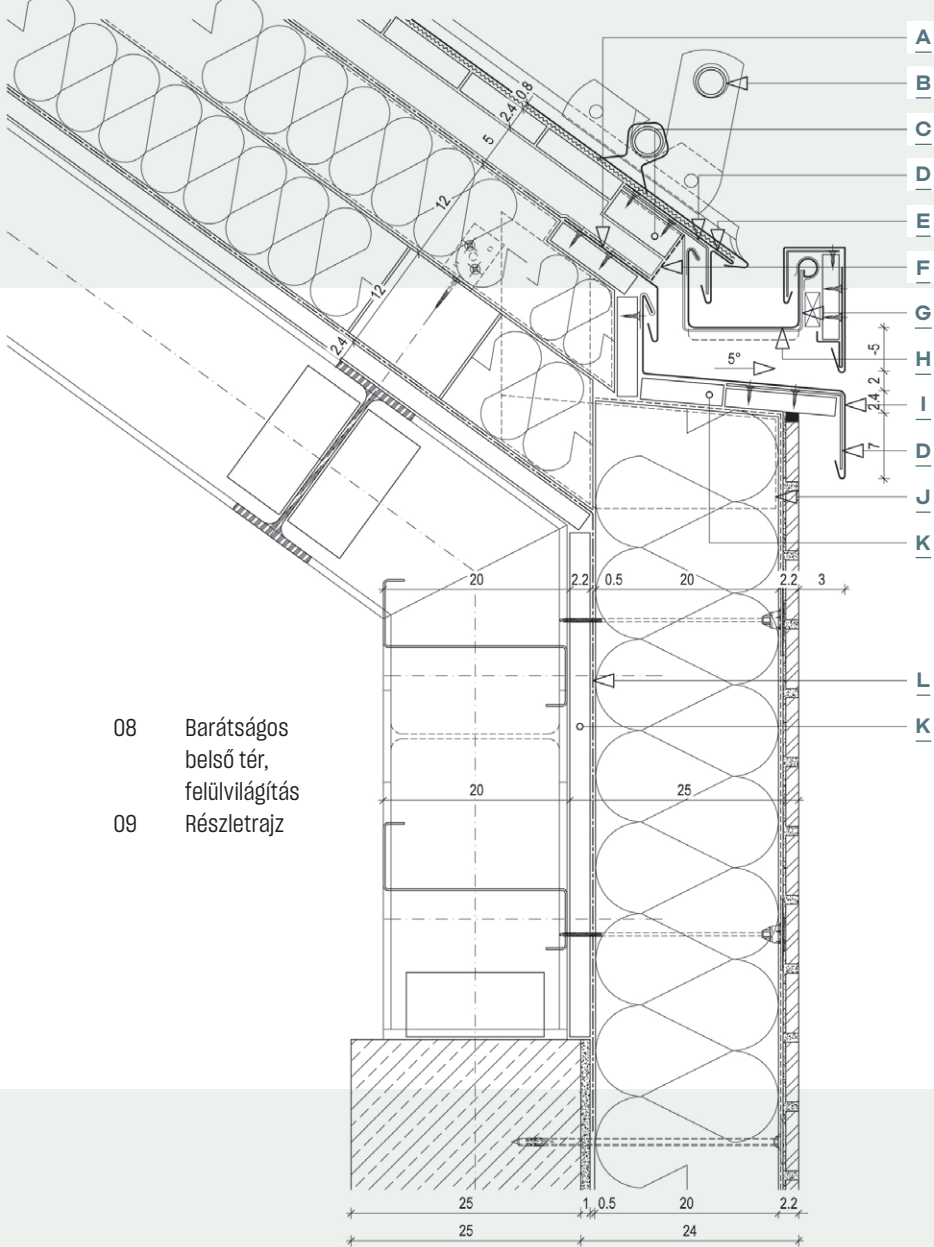 A
B
C
D
E
F
G
H
I
D
J
K
L
K
0.8
2.4
5
12
12
2.4
5°
-5
2
2.4
7
20 2.2 0.5 20 2.2 3
20 25
08 Barátságos
belső tér,
felülvilágítás
09 Részletrajz
25 1 0.5 20 2.2
25 24